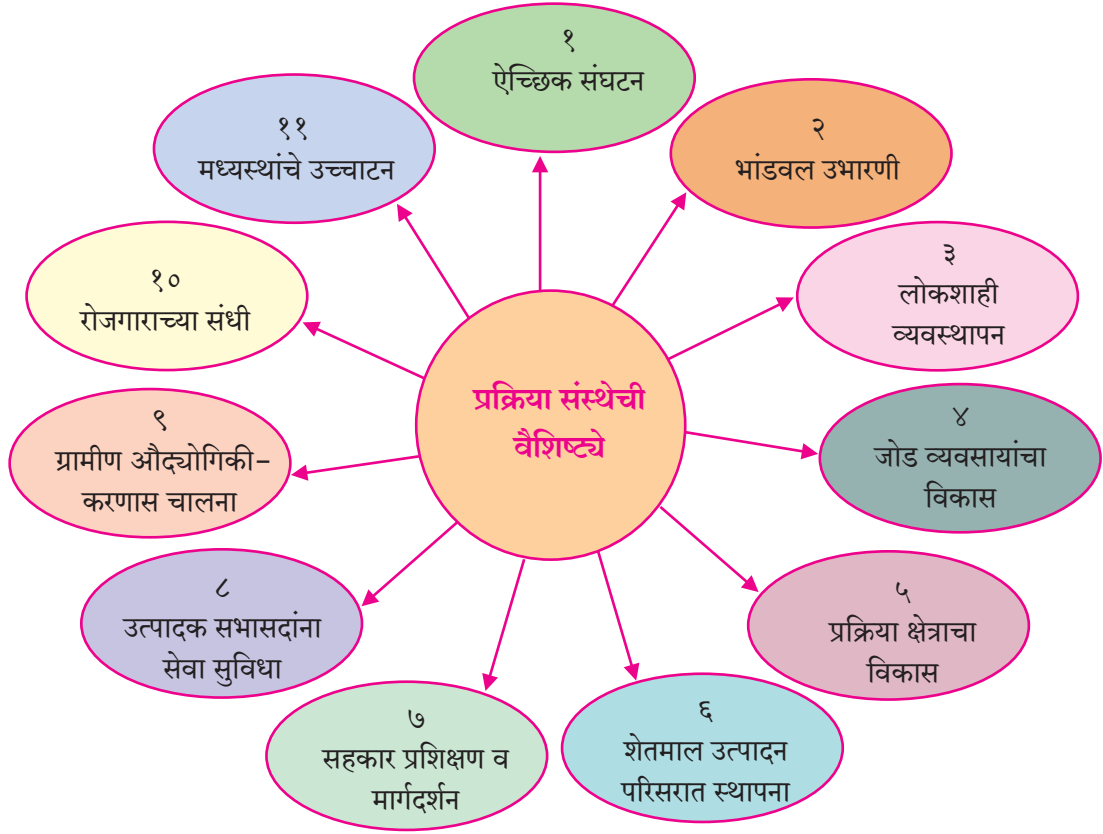 प्रक्रिया संस्थेची
वैशिष्ट्ये
१
ऐच्छिक संघटन
२
भांडवल उभारणी
३
लोकशाही
व्यवस्थापन
४
जोड व्यवसायांचा
विकास
५
प्रक्रिया क्षेत्राचा
विकास
६
शेतमाल उत्पादन
परिसरात स्थापना
७
सहकार प्रशिक्षण व
मार्गदर्शन
८
उत्पादक सभासदांना
सेवा सुविधा
९
ग्रामीण औद्योगिकी–
करणास चालना
१०
रोजगाराच्या संधी
११
मध्यस्थांचे उच्चाटन